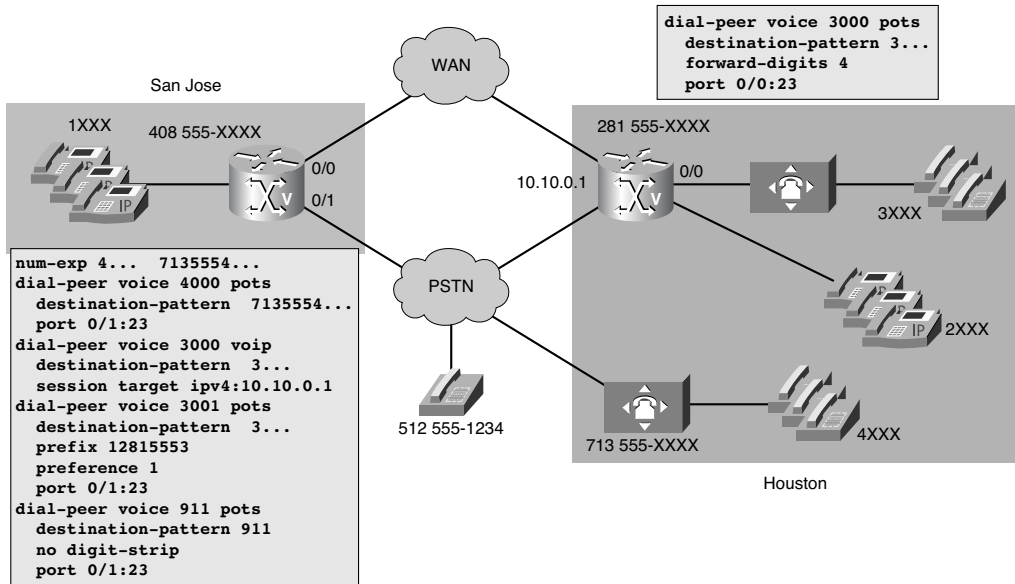 dial-peer voice 3000 pots
destination-pattern 3...
forward-digits 4
port 0/0:23
WAN
San Jose
1XXX
408 555-XXXX
281 555-XXXX
0/0
0/0
10.10.0.1
V
V
0/1
IP
3XXX
num-exp 4... 7135554...
dial-peer voice 4000 pots
destination-pattern 7135554...
port 0/1:23
dial-peer voice 3000 voip
destination-pattern 3...
session target ipv4:10.10.0.1
dial-peer voice 3001 pots
destination-pattern 3...
prefix 12815553
preference 1
port 0/1:23
dial-peer voice 911 pots
destination-pattern 911
no digit-strip
port 0/1:23
PSTN
IP
2XXX
512 555-1234
713 555-XXXX
4XXX
Houston